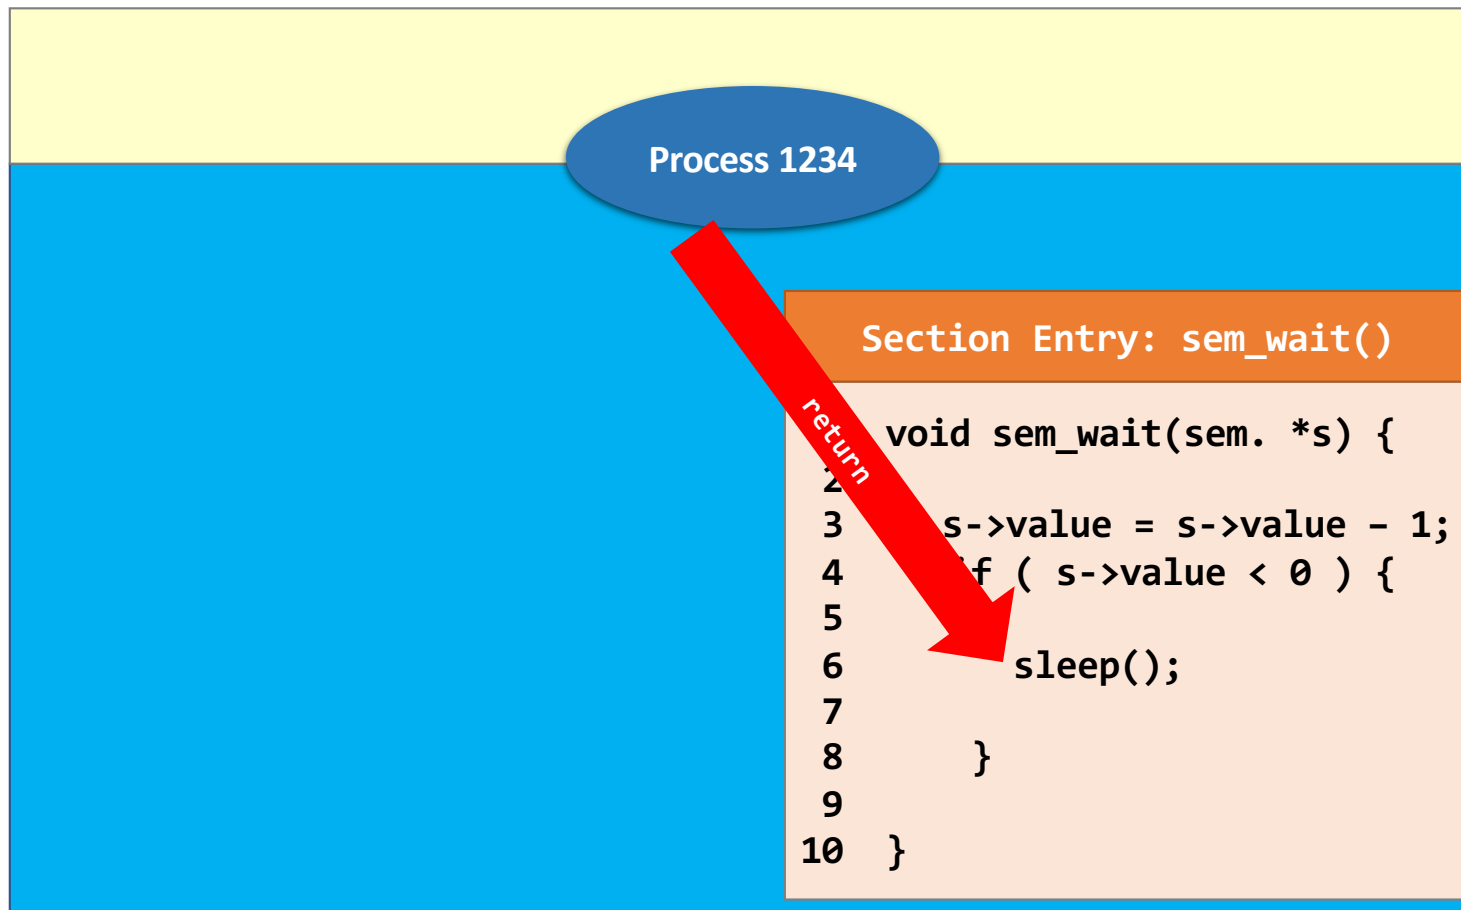 Process 1234
Section Entry: sem_wait()
return
void sem_wait(sem. *s) {
2
3 s->value = s->value – 1;
4 if ( s->value < 0 ) {
5
6 sleep();
7
8 }
9
10 }